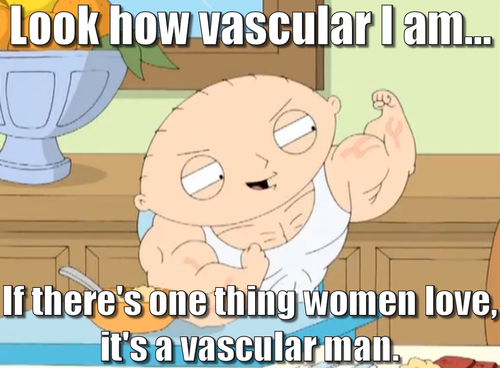 Look how vascular I am...
If there's one thing women love,
it's a vascular man.